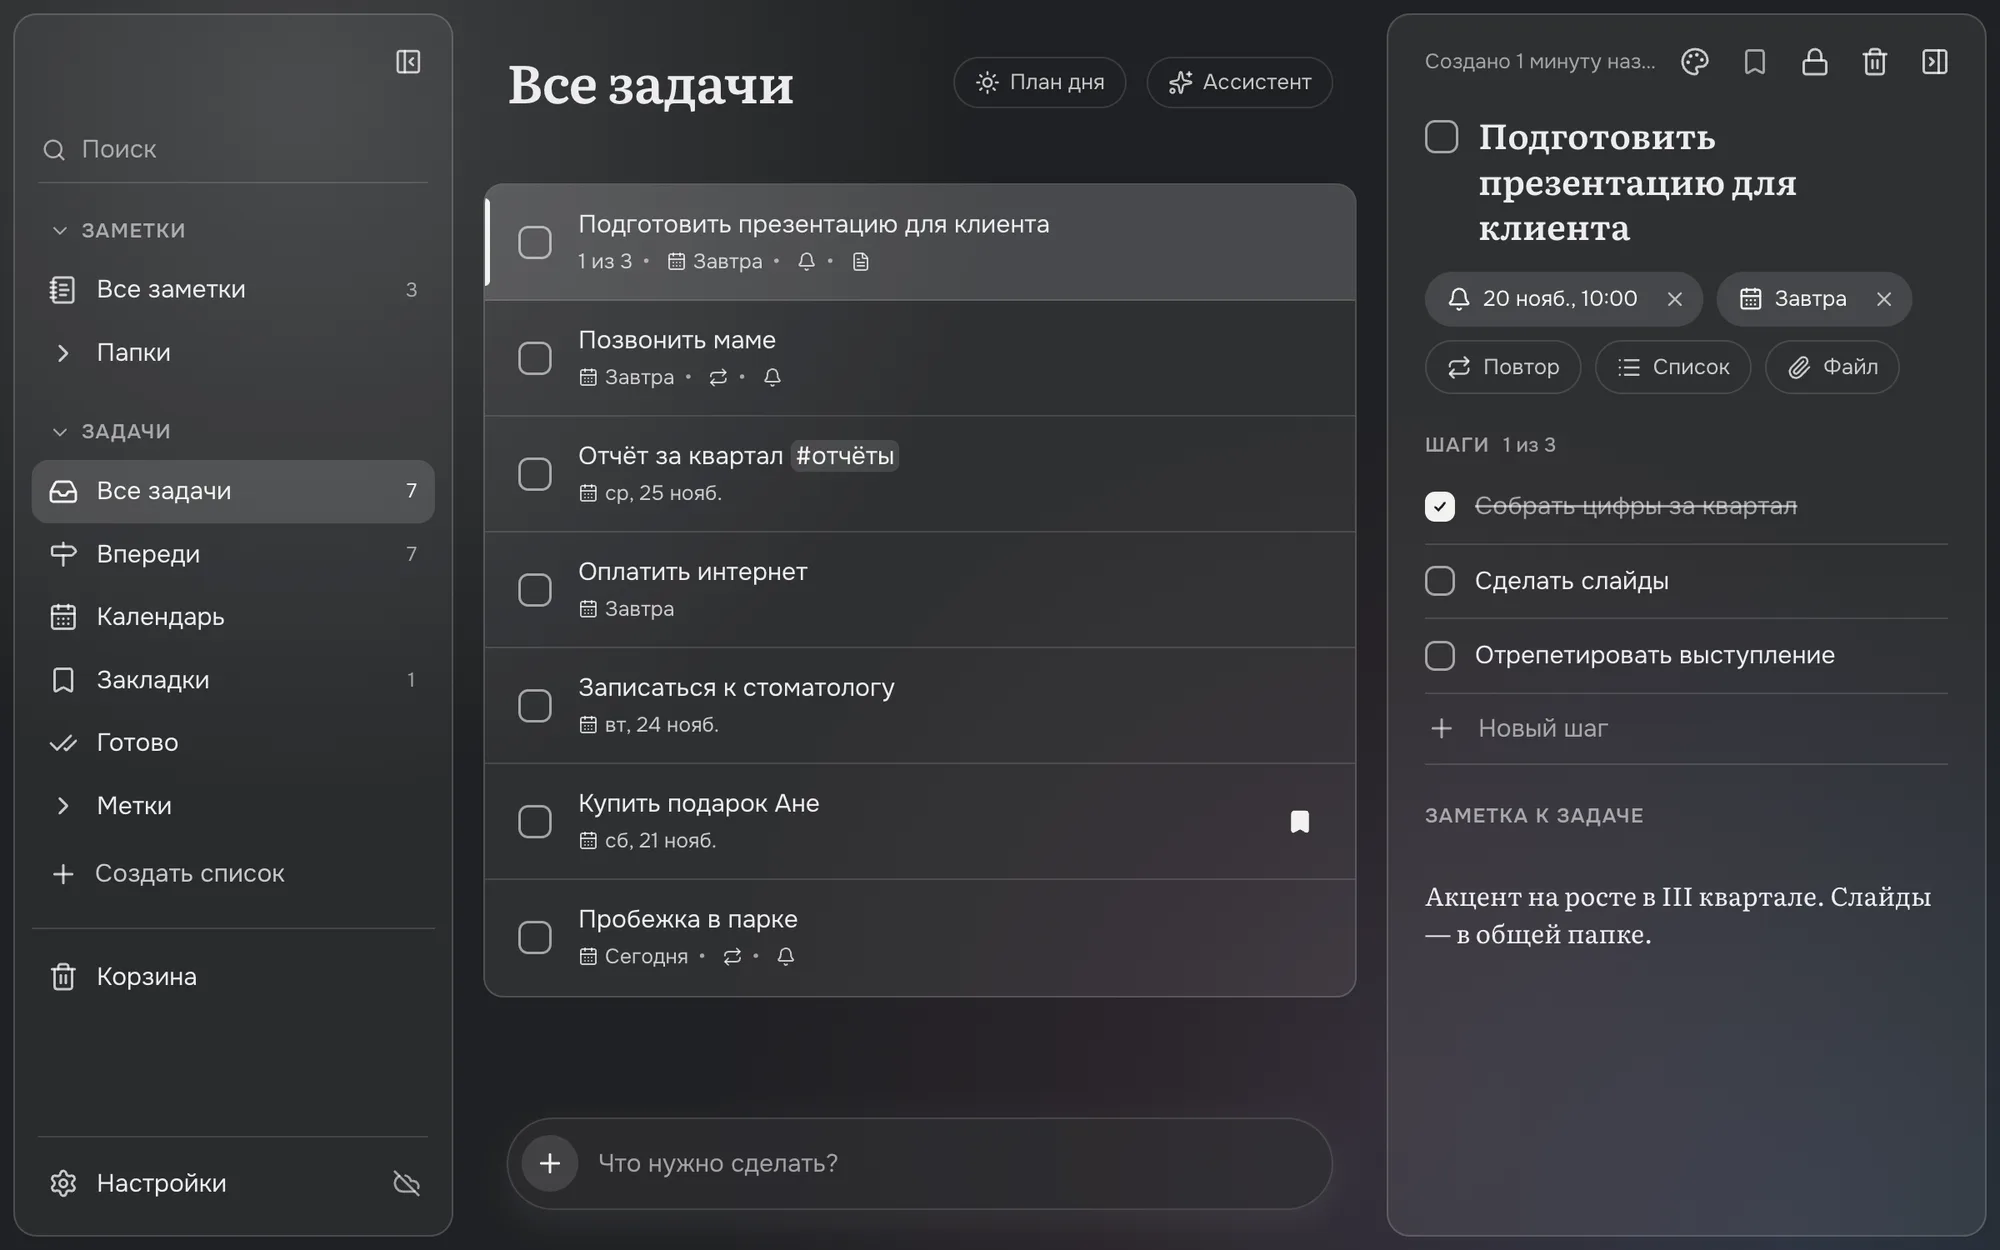 Поиск
ЗАМЕТКИ
Все заметки 3
Папки
ЗАДАЧИ
Все задачи 7
Впереди 7
Календарь
Закладки 1
Готово
Метки
Создать список
Корзина
Настройки
Все задачи
План дня
Ассистент
Подготовить презентацию для клиента
1 из 3 • Завтра • •
Позвонить маме
Завтра • •
Отчёт за квартал #отчёты
ср, 25 нояб.
Оплатить интернет
Завтра
Записаться к стоматологу
вт, 24 нояб.
Купить подарок Ане
сб, 21 нояб.
Пробежка в парке
Сегодня • •
Что нужно сделать?
Создано 1 минуту наз...
Подготовить
презентацию для
клиента
20 нояб., 10:00
Завтра
Повтор
Список
Файл
ШАГИ 1 из 3
Собрать цифры за квартал
Сделать слайды
Отрепетировать выступление
Новый шаг
ЗАМЕТКА К ЗАДАЧЕ
Акцент на росте в III квартале. Слайды
— в общей папке.